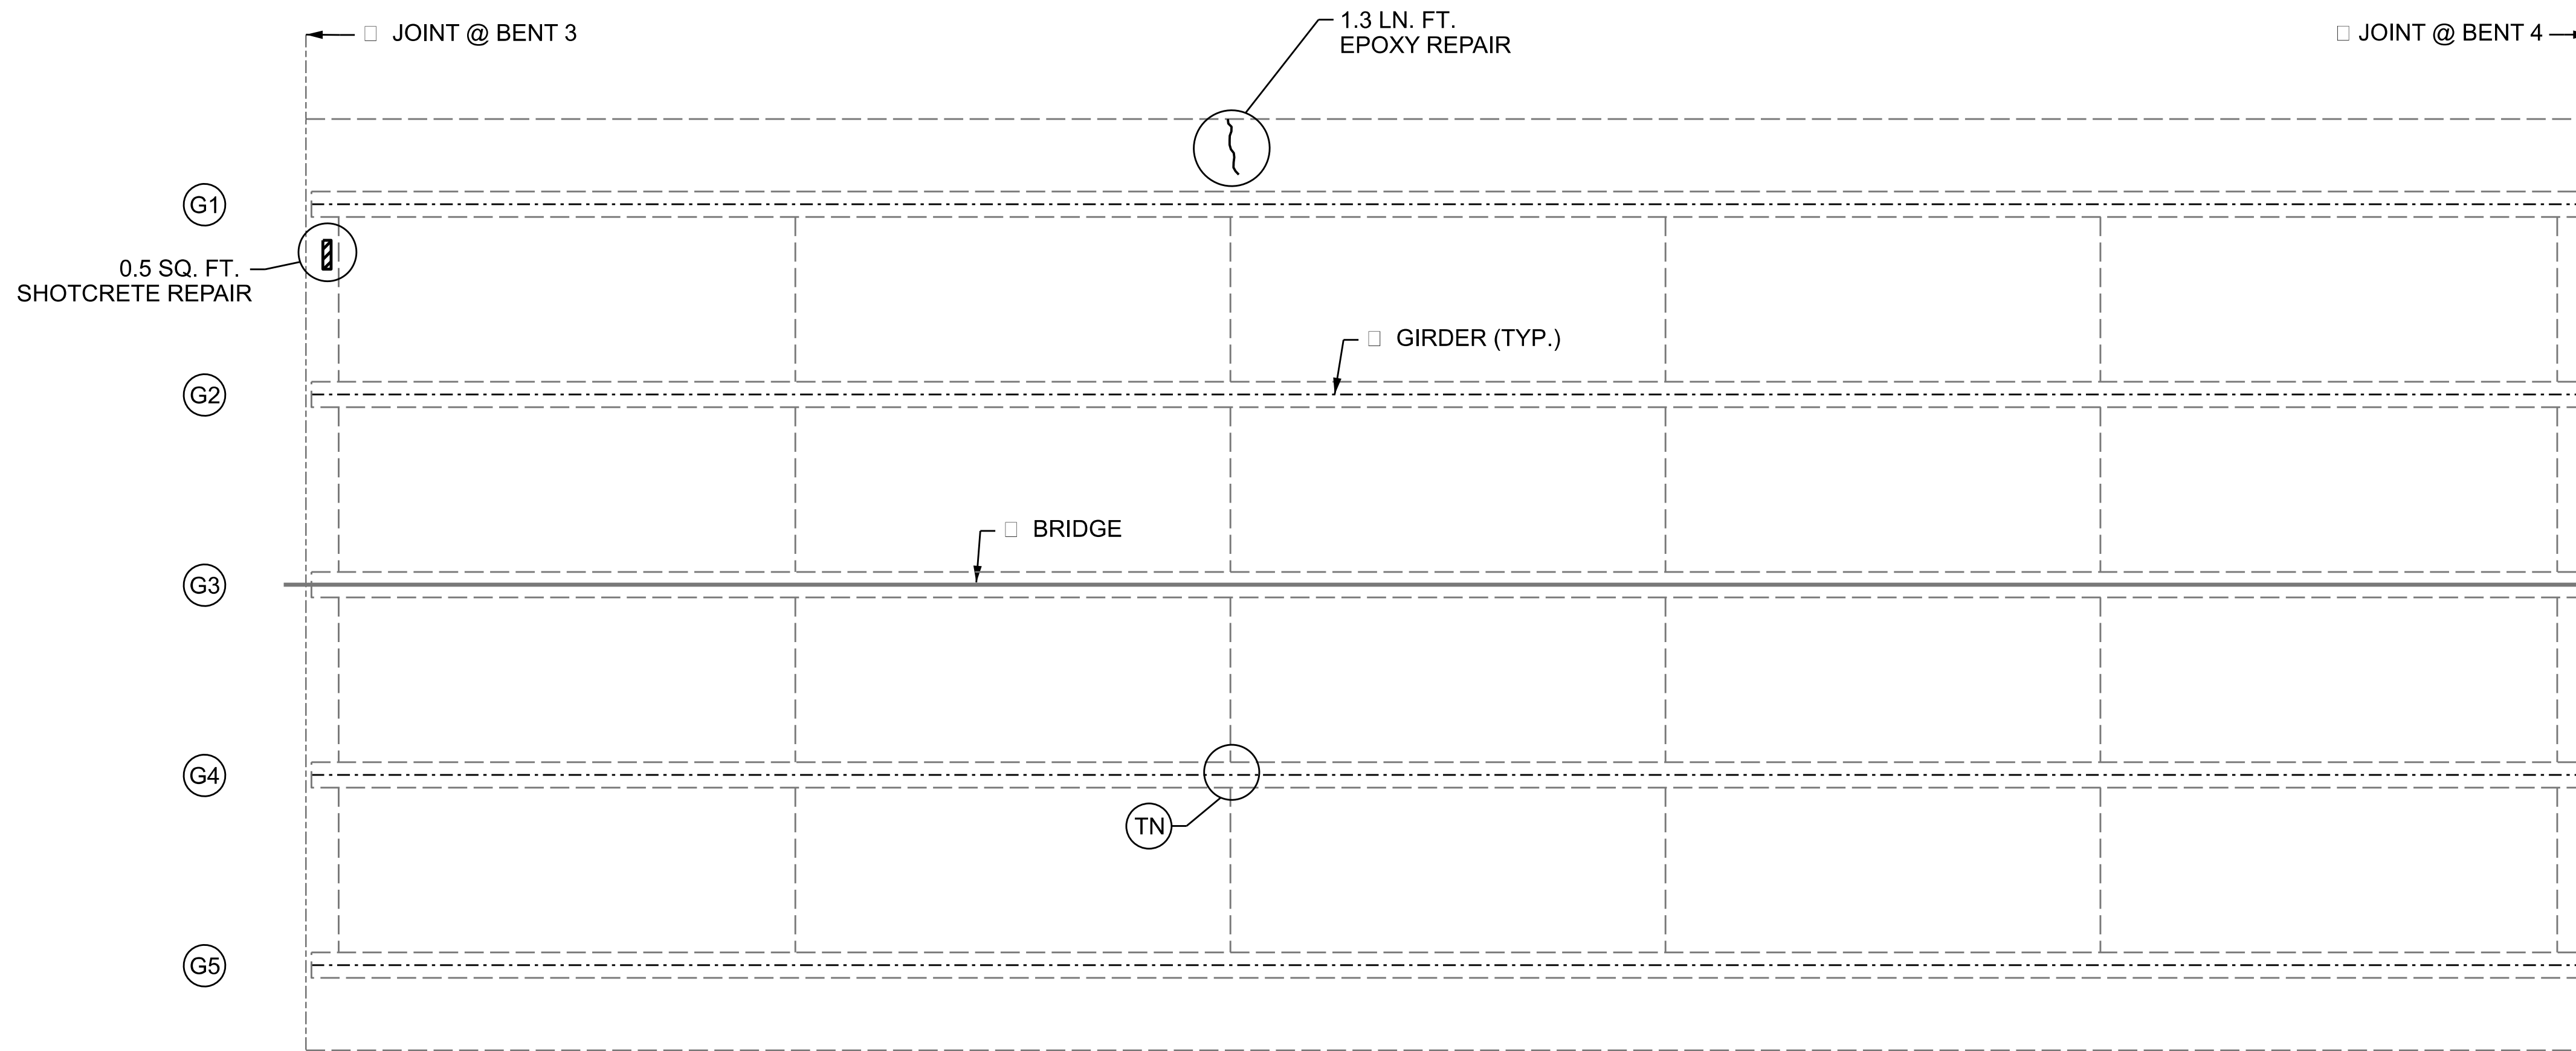 JOINT @ BENT 3
1.3 LN. FT.
EPOXY REPAIR
JOINT @ BENT 4
G1
0.5 SQ. FT.
SHOTCRETE REPAIR
GIRDER (TYP.)
G2
BRIDGE
G3
G4
TN
G5